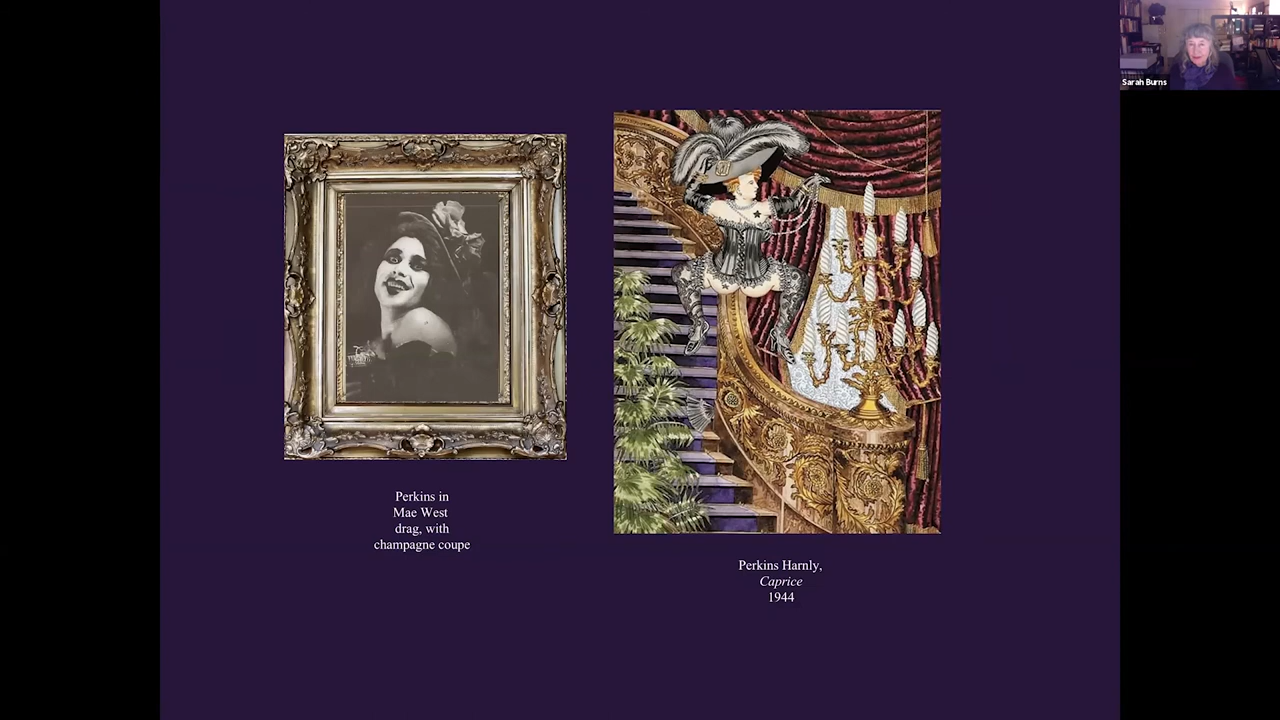 Sarah Burns
Perkins in
Mae West
drag, with
champagne coupe
Perkins Harnly,
Caprice
1944